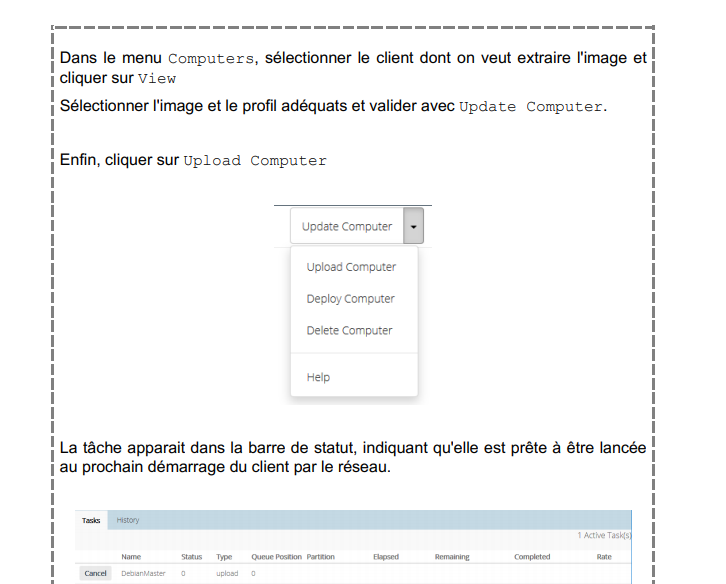 Dans le menu Computers, sélectionner le client dont on veut extraire l'image et
cliquer sur View
Sélectionner l'image et le profil adéquats et valider avec Update Computer.
Enfin, cliquer sur Upload Computer
Update Computer
Upload Computer
Deploy Computer
Delete Computer
Help
La tâche apparait dans la barre de statut, indiquant qu'elle est prête à être lancée
au prochain démarrage du client par le réseau.
Tasks History
1 Active Task(s)
Name Status Type Queue Position Partition Elapsed Remaining Completed Rate
Cancel DebianMaster 0 upload 0